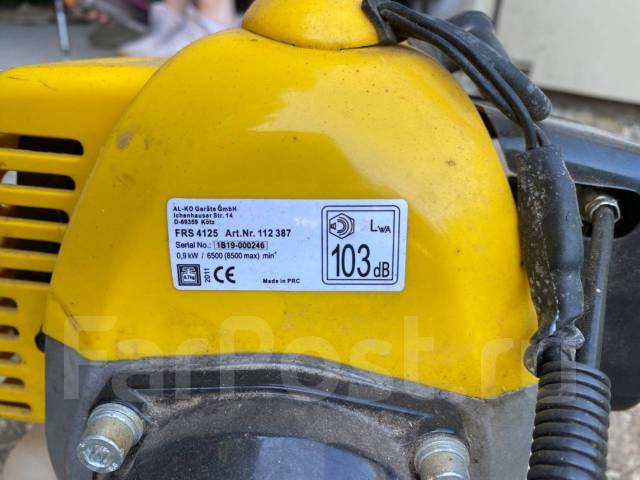 AL-KO Geräte GmbH
Ichenhauser Str. 14
D-89359 Kötz
FRS 4125 Art.Nr. 112 387
Serial No.: 1B19-000246
0,9 kW / 6500 (8500 max) min⁻
2011 CE
Made in PRC
LWA
103 dB
FarPost.ru